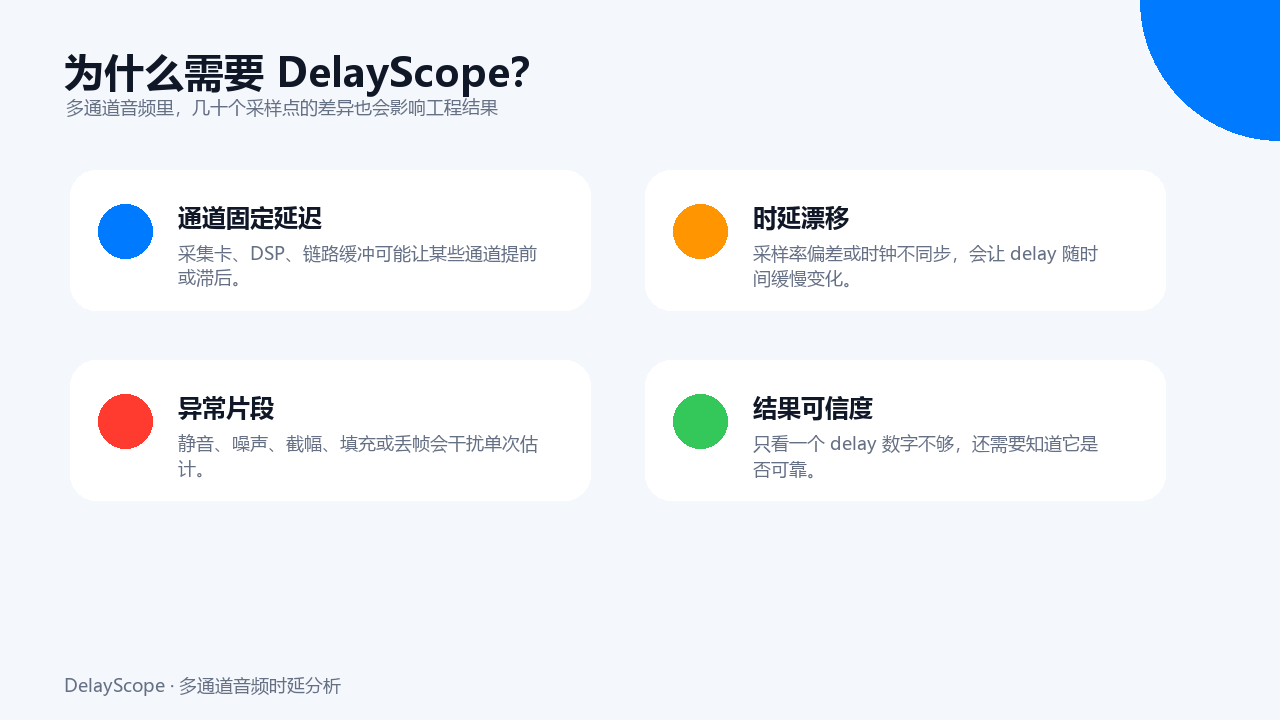 为什么需要 DelayScope?
多通道音频里，几十个采样点的差异也会影响工程结果
通道固定延迟
采集卡、DSP、链路缓冲可能让某些通道提前
或滞后。
时延漂移
采样率偏差或时钟不同步，会让 delay 随时
间缓慢变化。
异常片段
静音、噪声、截幅、填充或丢帧会干扰单次估
计。
结果可信度
只看一个 delay 数字不够，还需要知道它是
否可靠。
DelayScope · 多通道音频时延分析